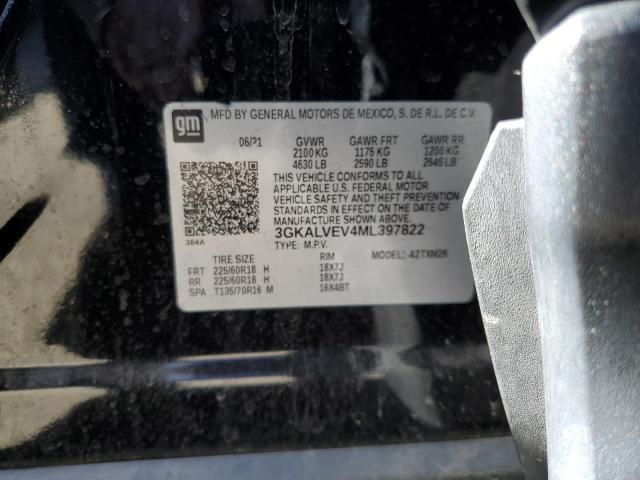 gm
MFD BY GENERAL MOTORS DE MEXICO, S. DE R.L. DE C.V.
06/21 GVWR GAWR FRT GAWR RR
2100 KG 1175 KG 1200 KG
4630 LB 2590 LB 2645 LB
THIS VEHICLE CONFORMS TO ALL
APPLICABLE U.S. FEDERAL MOTOR
VEHICLE SAFETY AND THEFT PREVENTION
STANDARDS IN EFFECT ON THE DATE OF
MANUFACTURE SHOWN ABOVE.
384A 3GKALVEV4ML397822
TYPE: M.P.V. MODEL: 42TXM26
TIRE SIZE RIM
FRT 225/60R18 H 18X7J
RR 225/60R18 H 18X7J
SPA T135/70R16 M 16X4BT